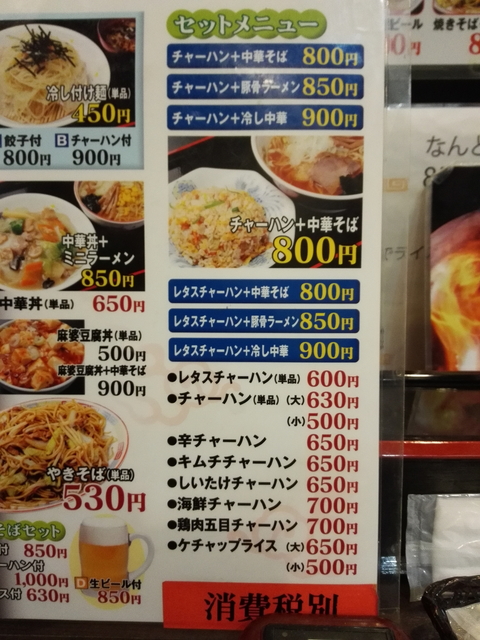 冷し付け麺(単品)
450円
餃子付
800円
B チャーハン付
900円
中華丼+
ミニラーメン
850円
中華丼(単品) 650円
麻婆豆腐丼(単品)
500円
麻婆豆腐丼+中華そば
900円
やきそば(単品)
530円
そばセット
850円
1,000円
630円
D 生ビール付
850円
セットメニュー
チャーハン+中華そば 800円
チャーハン+豚骨ラーメン 850円
チャーハン+冷し中華 900円
チャーハン+中華そば
800円
レタスチャーハン+中華そば 800円
レタスチャーハン+豚骨ラーメン 850円
レタスチャーハン+冷し中華 900円
●レタスチャーハン(単品) 600円
●チャーハン(単品) (大) 630円
(小) 500円
●辛チャーハン 650円
●キムチチャーハン 650円
●しいたけチャーハン 650円
●海鮮チャーハン 700円
●鶏肉五目チャーハン 700円
●ケチャップライス (大) 650円
(小) 500円
消費税別
ビール
焼きそば
なんと